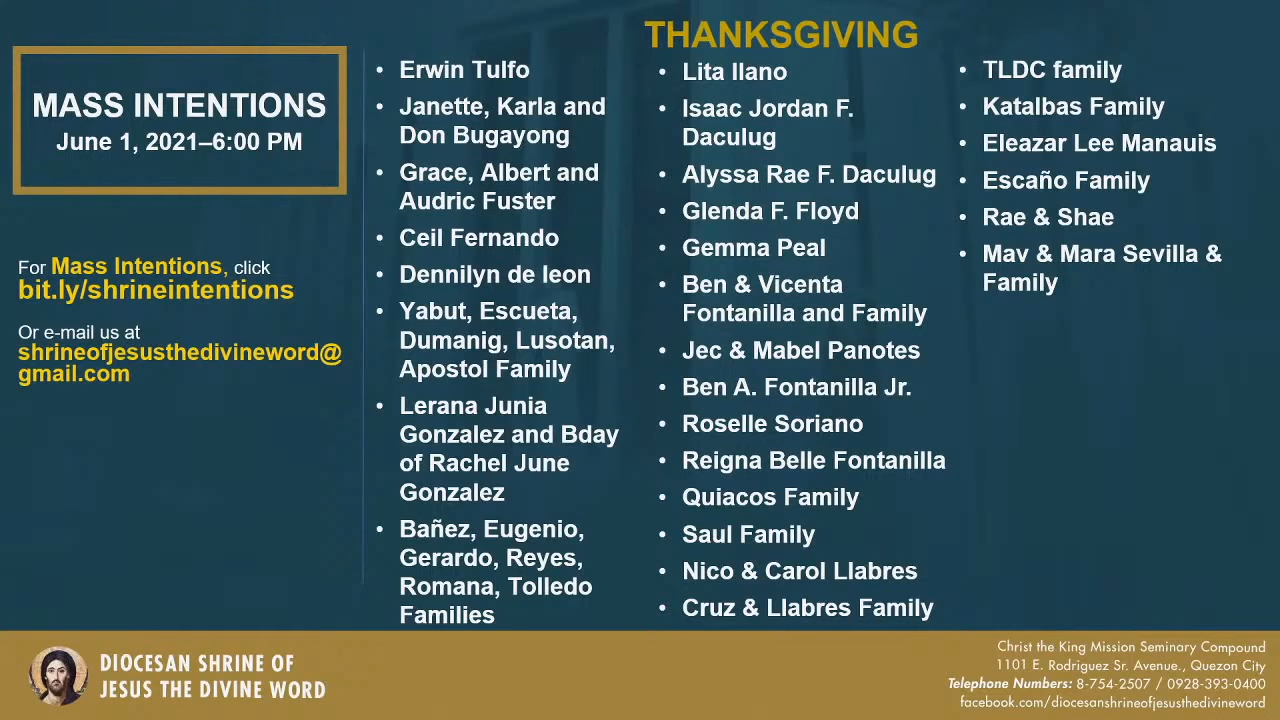 THANKSGIVING
MASS INTENTIONS
June 1, 2021–6:00 PM
For Mass Intentions, click
bit.ly/shrineintentions
Or e-mail us at
shrineofjesusthedivineword@
gmail.com
• Erwin Tulfo
• Janette, Karla and
Don Bugayong
• Grace, Albert and
Audric Fuster
• Ceil Fernando
• Dennilyn de leon
• Yabut, Escueta,
Dumanig, Lusotan,
Apostol Family
• Lerana Junia
Gonzalez and Bday
of Rachel June
Gonzalez
• Bañez, Eugenio,
Gerardo, Reyes,
Romana, Tolledo
Families
• Lita Ilano
• Isaac Jordan F.
Daculug
• Alyssa Rae F. Daculug
• Glenda F. Floyd
• Gemma Peal
• Ben & Vicenta
Fontanilla and Family
• Jec & Mabel Panotes
• Ben A. Fontanilla Jr.
• Roselle Soriano
• Reigna Belle Fontanilla
• Quiacos Family
• Saul Family
• Nico & Carol Llabres
• Cruz & Llabres Family
• TLDC family
• Katalbas Family
• Eleazar Lee Manauis
• Escaño Family
• Rae & Shae
• Mav & Mara Sevilla &
Family
DIOCESAN SHRINE OF
JESUS THE DIVINE WORD
Christ the King Mission Seminary Compound
1101 E. Rodriguez Sr. Avenue., Quezon City
Telephone Numbers: 8-754-2507 / 0928-393-0400
facebook.com/diocesanshrineofjesusthedivineword